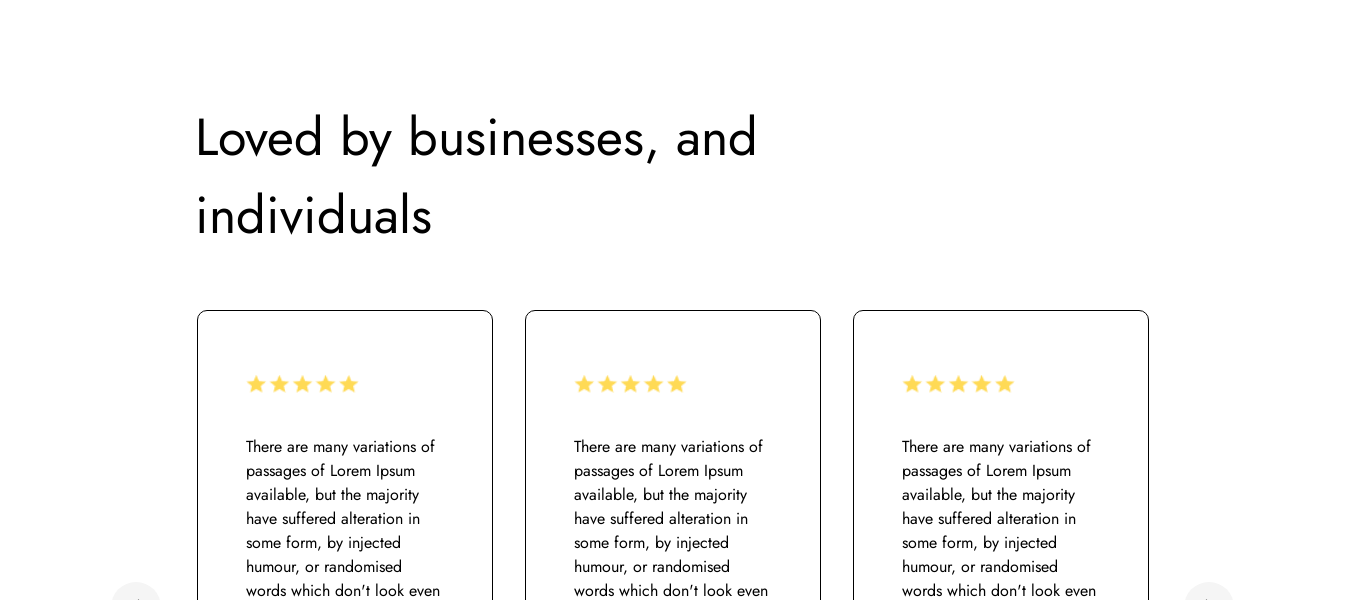 Loved by businesses, and
individuals
There are many variations of
passages of Lorem Ipsum
available, but the majority
have suffered alteration in
some form, by injected
humour, or randomised
words which don't look even
There are many variations of
passages of Lorem Ipsum
available, but the majority
have suffered alteration in
some form, by injected
humour, or randomised
words which don't look even
There are many variations of
passages of Lorem Ipsum
available, but the majority
have suffered alteration in
some form, by injected
humour, or randomised
words which don't look even